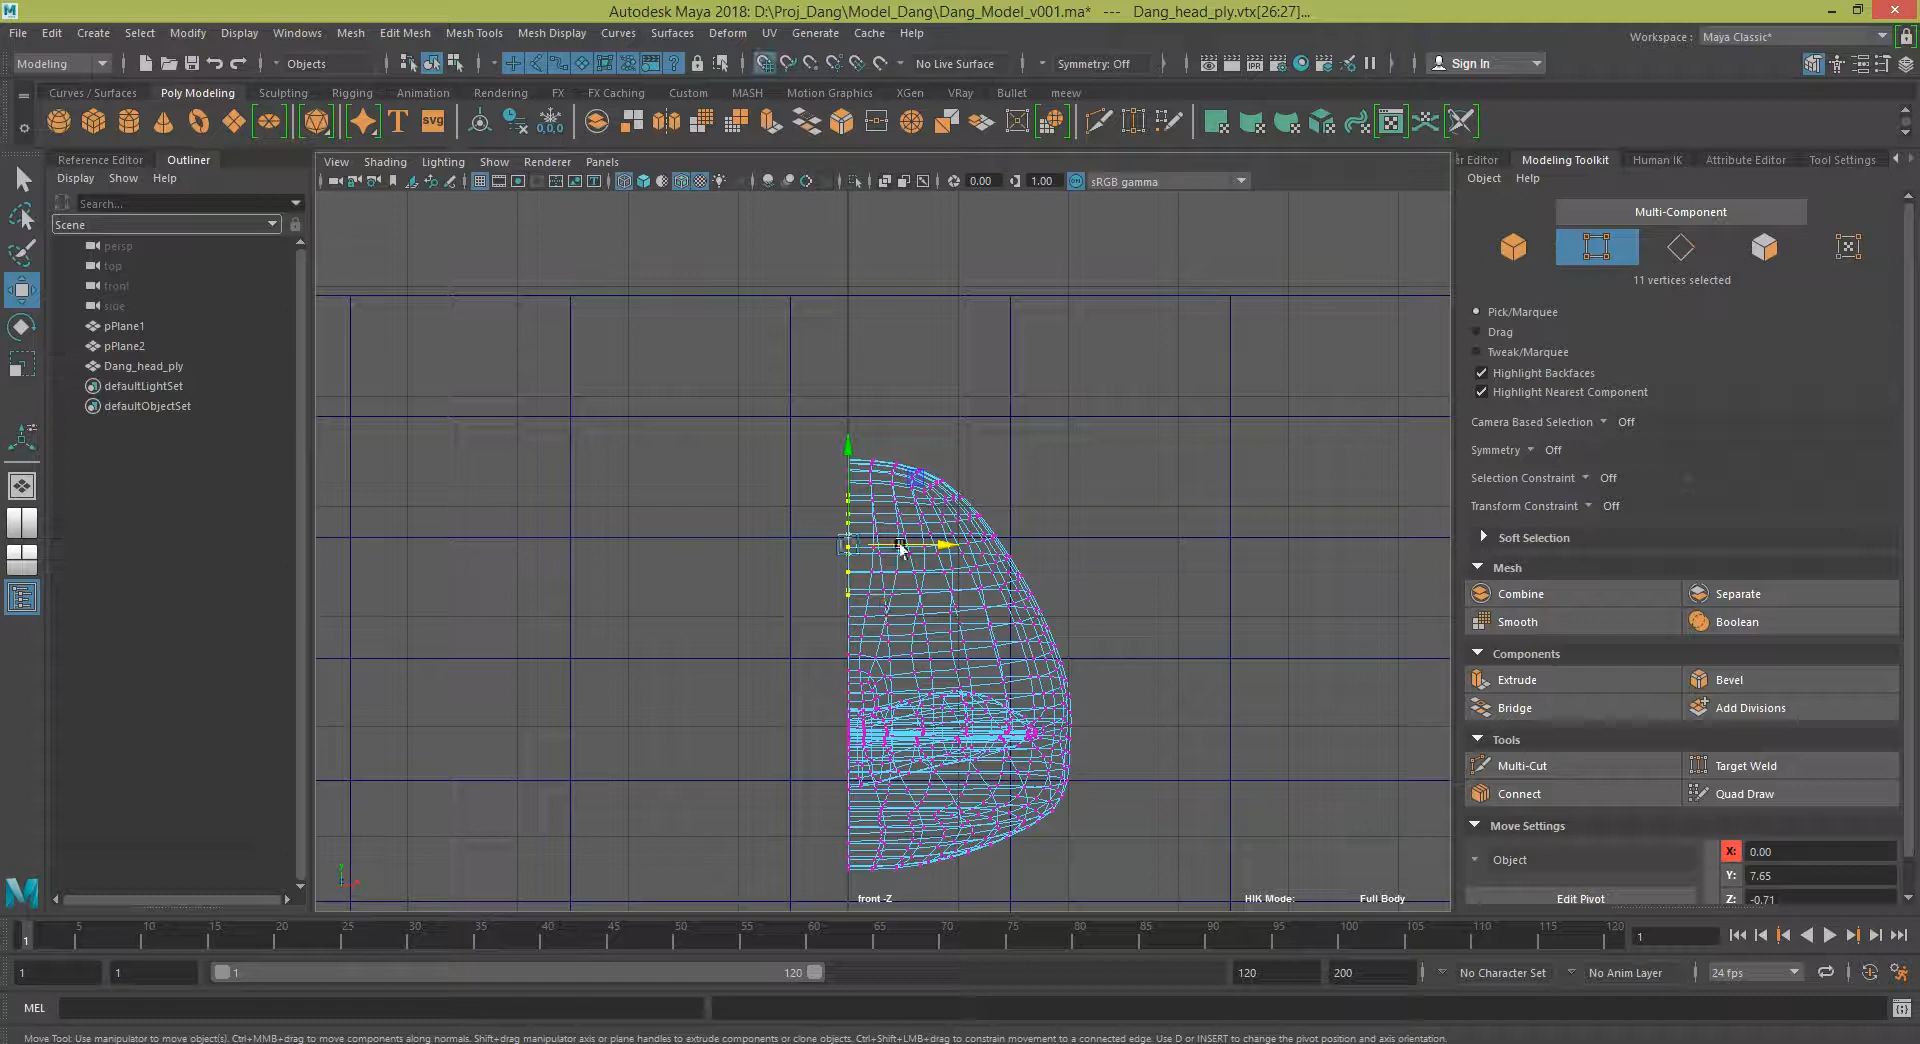 Autodesk Maya 2018: D:\Proj_Dang\Model_Dang\Dang_Model_v001.ma* --- Dang_head_ply.vtx[26:27]...
File Edit Create Select Modify Display Windows Mesh Edit Mesh Mesh Tools Mesh Display Curves Surfaces Deform UV Generate Cache Help
Workspace : Maya Classic*
Modeling Objects No Live Surface Symmetry: Off Sign In
Curves / Surfaces Poly Modeling Sculpting Rigging Animation Rendering FX FX Caching Custom MASH Motion Graphics XGen VRay Bullet meew
T svg 0,0,0
Reference Editor Outliner
View Shading Lighting Show Renderer Panels
er Editor Modeling Toolkit Human IK Attribute Editor Tool Settings
Display Show Help
0.00 1.00 sRGB gamma
Object Help
Search...
Scene
Multi-Component
persp
top
front
side
pPlane1
pPlane2
Dang_head_ply
defaultLightSet
defaultObjectSet
11 vertices selected
Pick/Marquee
Drag
Tweak/Marquee
Highlight Backfaces
Highlight Nearest Component
Camera Based Selection Off
Symmetry Off
Selection Constraint Off
Transform Constraint Off
Soft Selection
Mesh
Combine Separate
Smooth Boolean
Components
Extrude Bevel
Bridge Add Divisions
Tools
Multi-Cut Target Weld
Connect Quad Draw
Move Settings
Object
X: 0.00
Y: 7.65
Z: -0.71
Edit Pivot
front -Z
HIK Mode: Full Body
1 5 10 15 20 25 30 35 40 45 50 55 60 65 70 75 80 85 90 95 100 105 110 115 120
1
1 1 1 120 120 200 No Character Set No Anim Layer 24 fps
MEL
Move Tool: Use manipulator to move object(s). Ctrl+MMB+drag to move components along normals. Shift+drag manipulator axis or plane handles to extrude components or clone objects. Ctrl+Shift+LMB+drag to constrain movement to a connected edge. Use D or INSERT to change the pivot position and axis orientation.